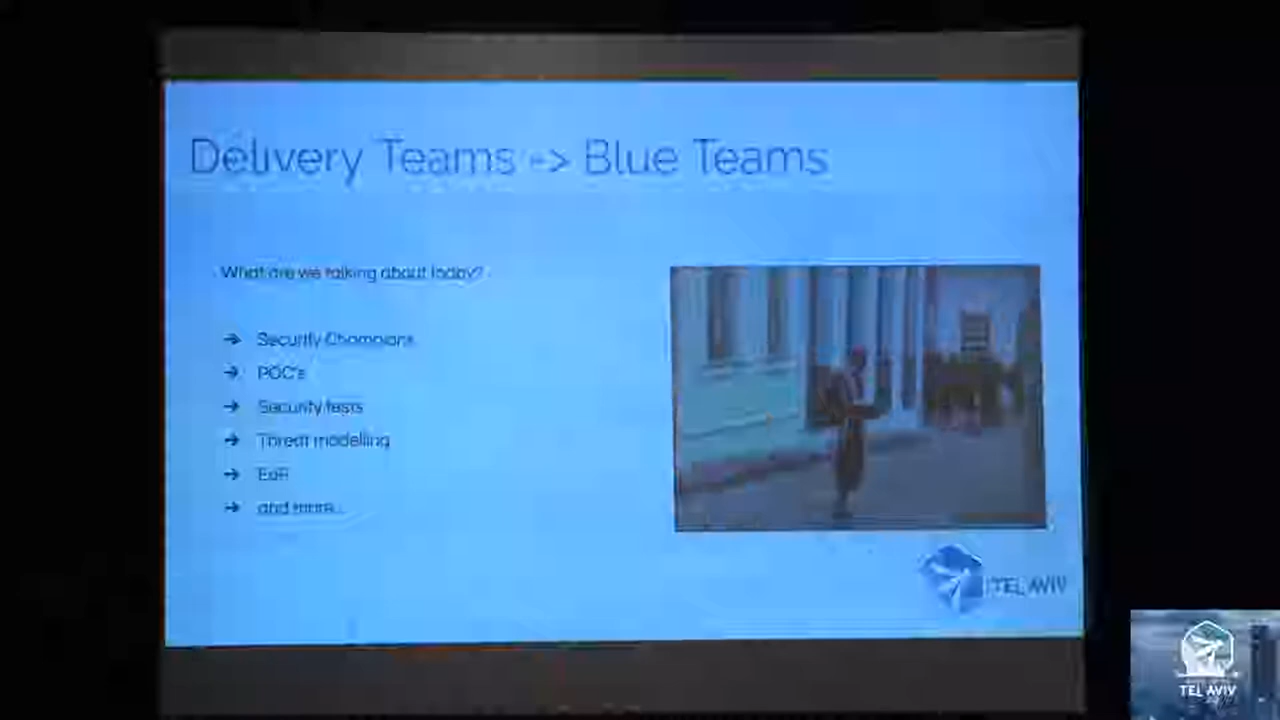 Delivery Teams -> Blue Teams
What are we talking about today?
→ Security Champions
→ POC's
→ Security tests
→ Threat modelling
→ EoP
→ and more...
TEL AVIV
TEL AVIV